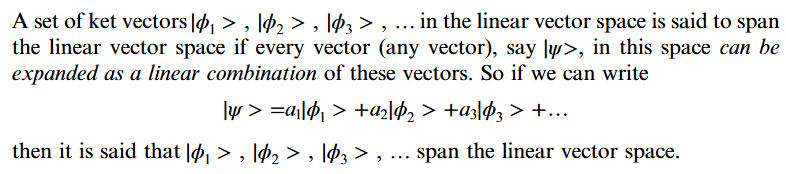 A set of ket vectors |ϕ₁ > , |ϕ₂ > , |ϕ₃ > , … in the linear vector space is said to span
the linear vector space if every vector (any vector), say |ψ>, in this space can be
expanded as a linear combination of these vectors. So if we can write
|ψ > =a₁|ϕ₁ > +a₂|ϕ₂ > +a₃|ϕ₃ > +…
then it is said that |ϕ₁ > , |ϕ₂ > , |ϕ₃ > , … span the linear vector space.